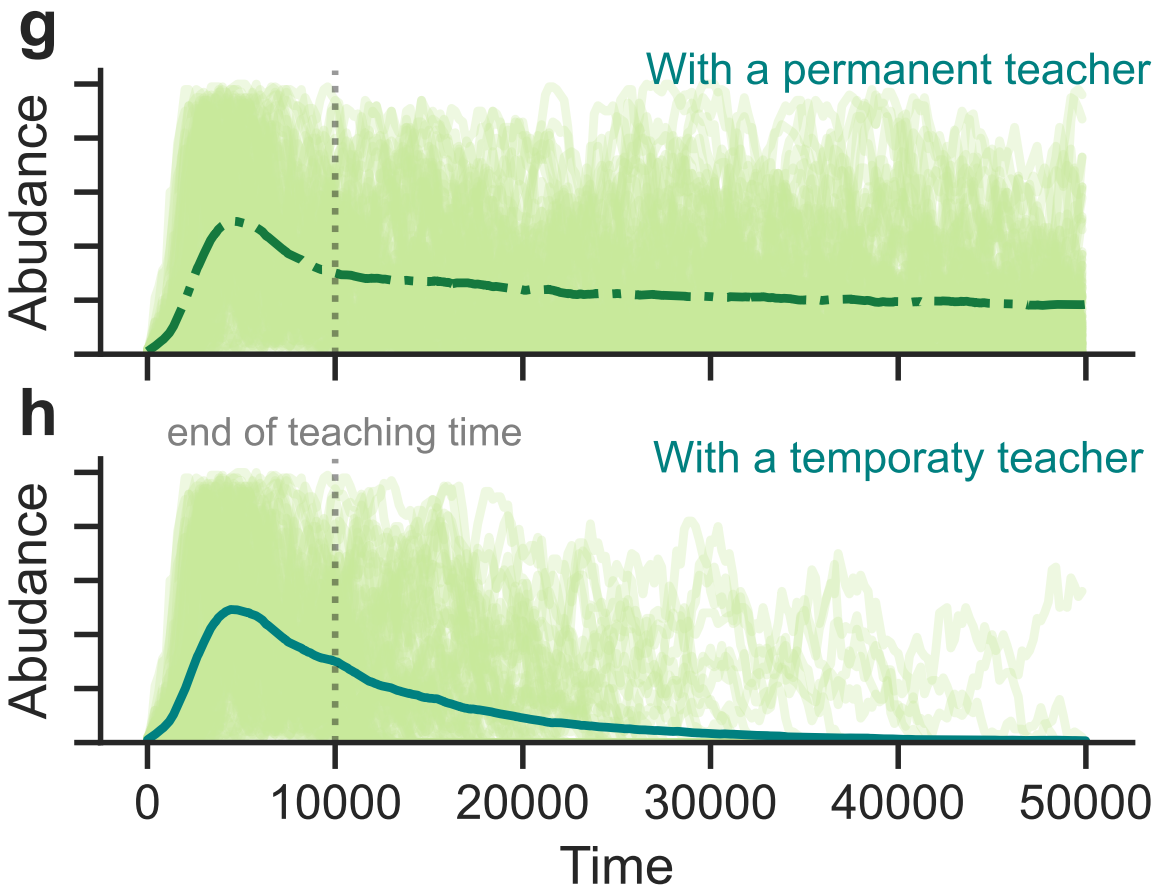 g
With a permanent teacher
Abudance
h
end of teaching time
With a temporaty teacher
Abudance
0 10000 20000 30000 40000 50000
Time